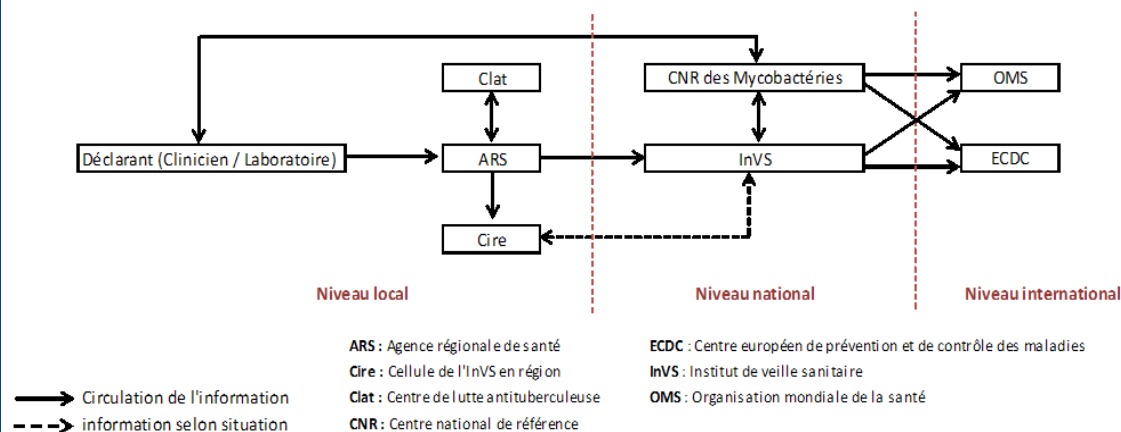 Clat
CNR des Mycobactéries
OMS
Déclarant (Clinicien / Laboratoire)
ARS
InVS
ECDC
Cire
Niveau local
Niveau national
Niveau international
ARS : Agence régionale de santé
Cire : Cellule de l'InVS en région
Clat : Centre de lutte antituberculeuse
CNR : Centre national de référence
ECDC : Centre européen de prévention et de contrôle des maladies
InVS : Institut de veille sanitaire
OMS : Organisation mondiale de la santé
Circulation de l'information
information selon situation